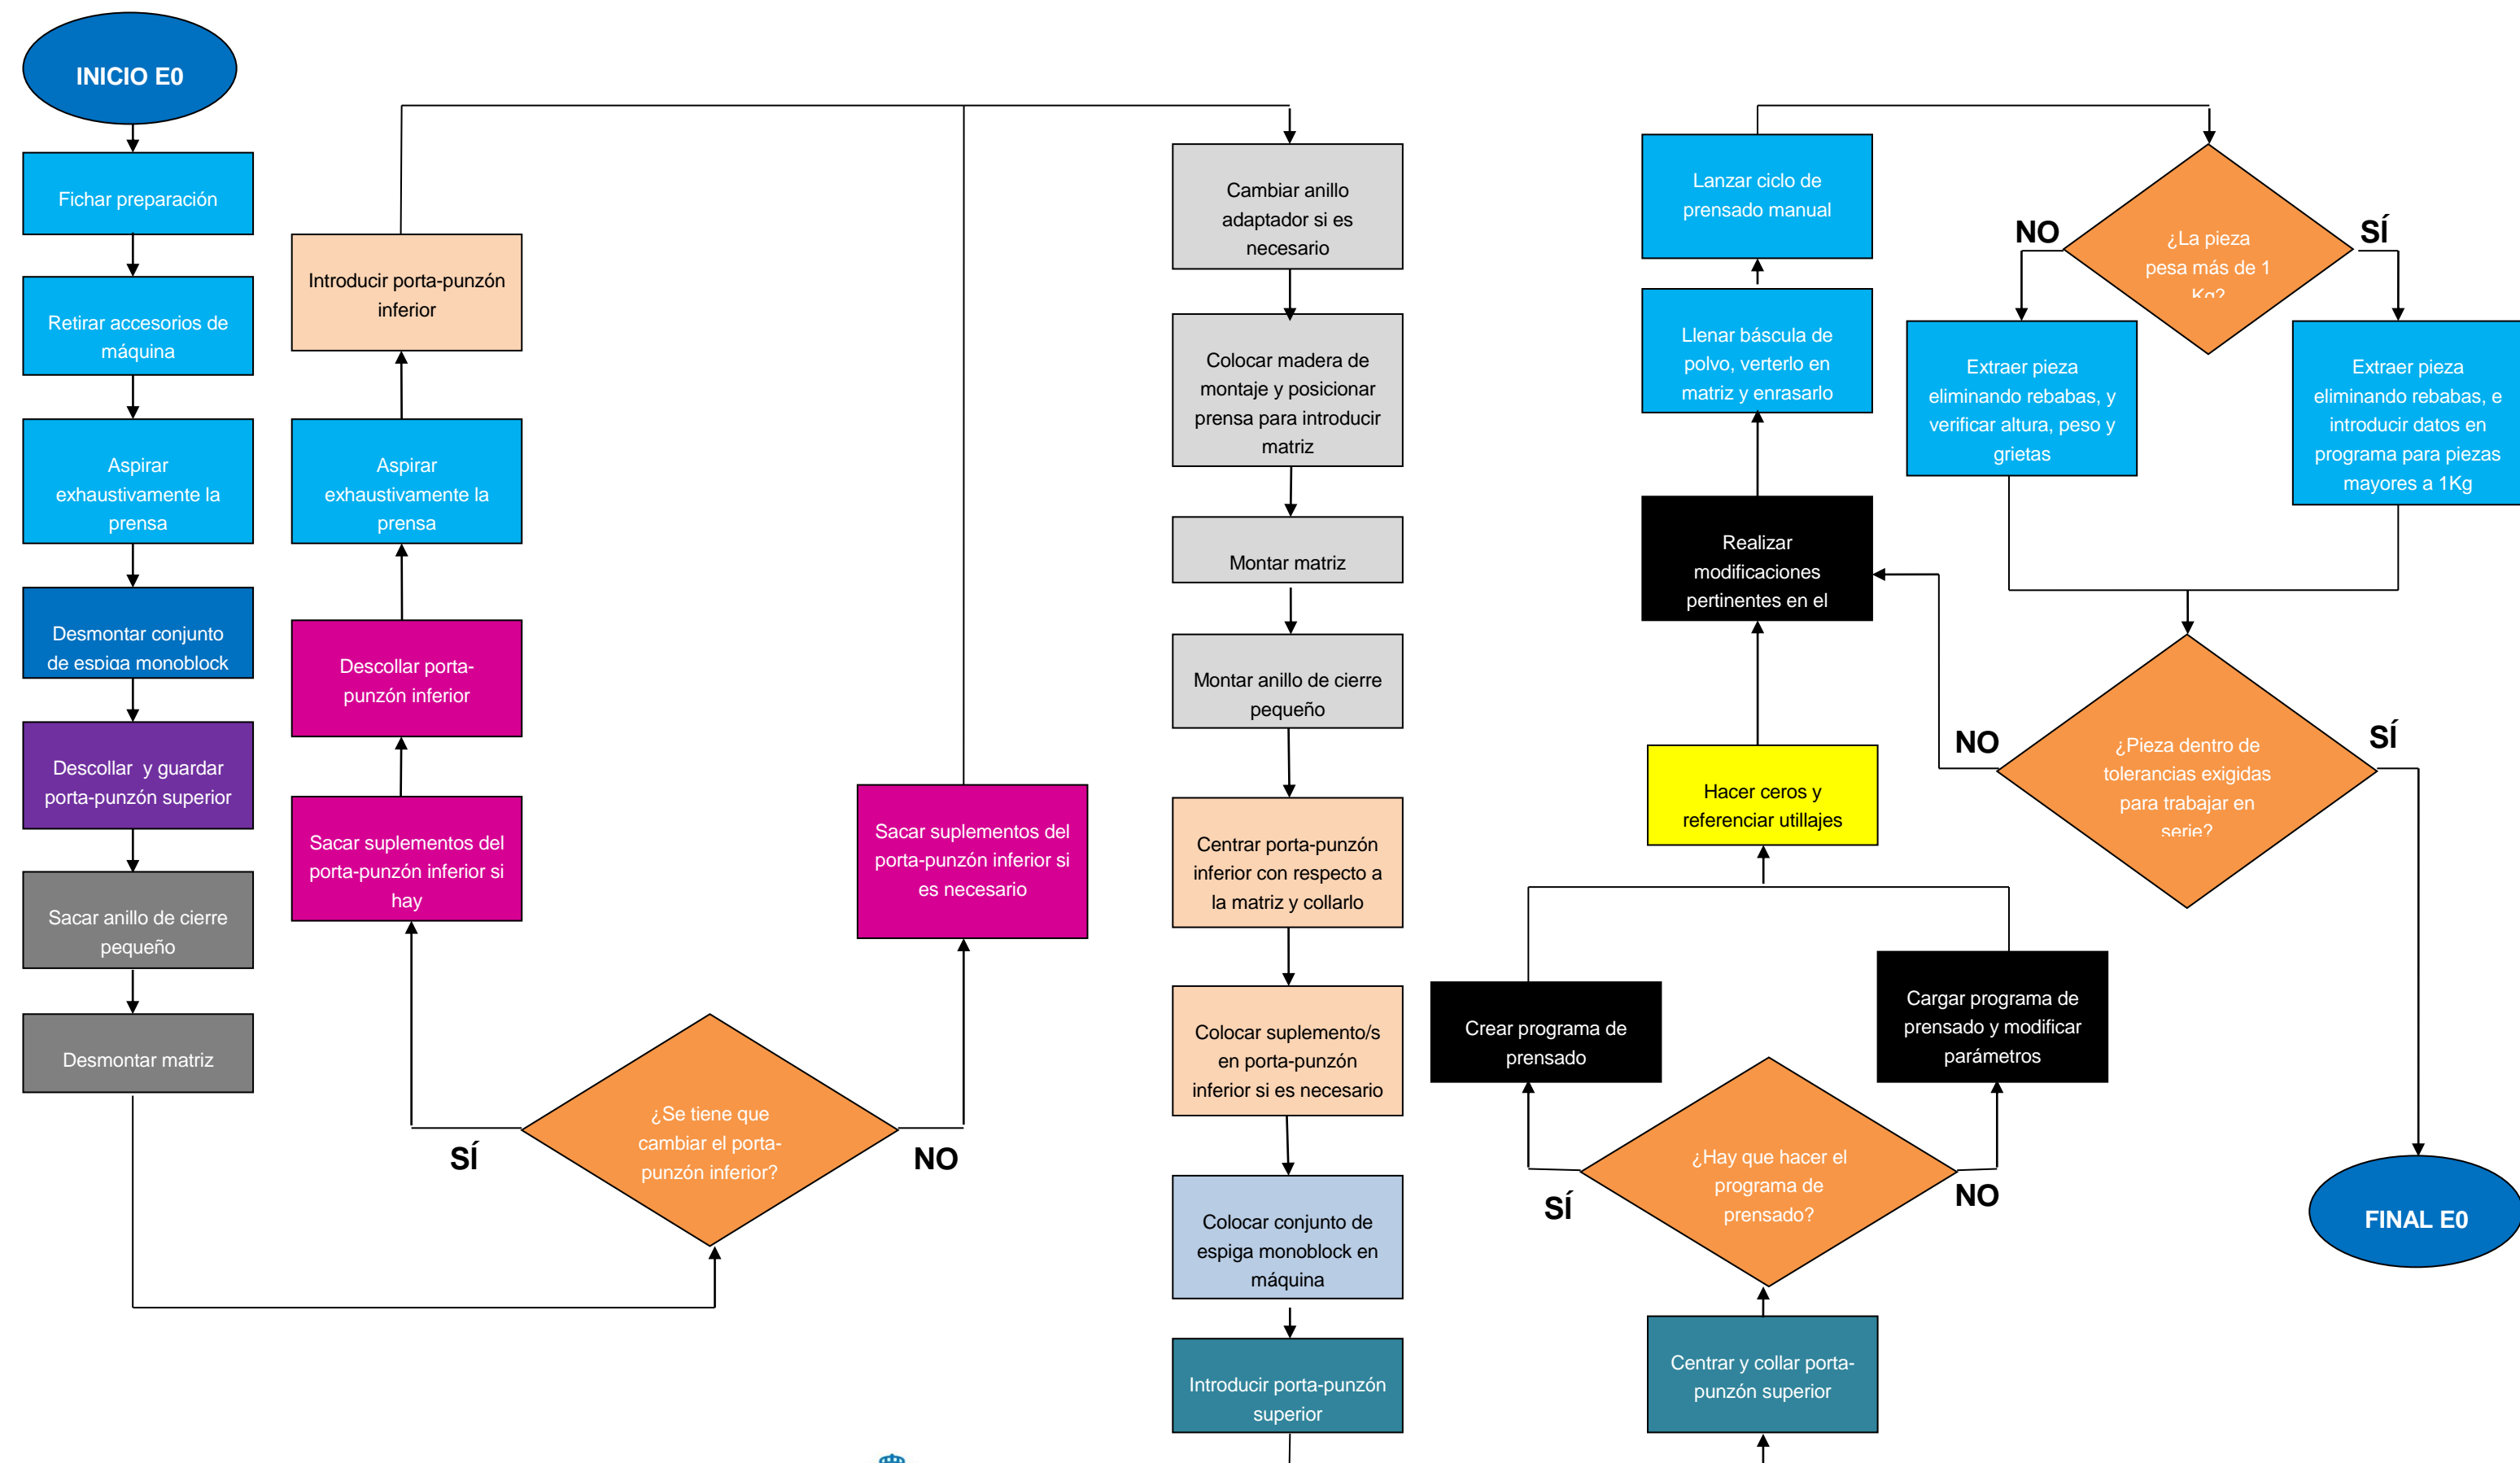 INICIO E0
Fichar preparación
Retirar accesorios de
máquina
Aspirar
exhaustivamente la
prensa
Desmontar conjunto
de espiga monoblock
Descollar  y guardar
porta-punzón superior
Sacar anillo de cierre
pequeño
Desmontar matriz
¿Se tiene que
cambiar el porta-
punzón inferior?
SÍ
NO
Sacar suplementos del
porta-punzón inferior si
hay
Descollar porta-
punzón inferior
Aspirar
exhaustivamente la
prensa
Introducir porta-punzón
inferior
Sacar suplementos del
porta-punzón inferior si
es necesario
Cambiar anillo
adaptador si es
necesario
Colocar madera de
montaje y posicionar
prensa para introducir
matriz
Montar matriz
Montar anillo de cierre
pequeño
Centrar porta-punzón
inferior con respecto a
la matriz y collarlo
Colocar suplemento/s
en porta-punzón
inferior si es necesario
Colocar conjunto de
espiga monoblock en
máquina
Introducir porta-punzón
superior
Centrar y collar porta-
punzón superior
¿Hay que hacer el
programa de
prensado?
SÍ
NO
Crear programa de
prensado
Cargar programa de
prensado y modificar
parámetros
Hacer ceros y
referenciar utillajes
Realizar
modificaciones
pertinentes en el
Llenar báscula de
polvo, verterlo en
matriz y enrasarlo
Lanzar ciclo de
prensado manual
¿La pieza
pesa más de 1
Kg?
NO
SÍ
Extraer pieza
eliminando rebabas, y
verificar altura, peso y
grietas
Extraer pieza
eliminando rebabas, e
introducir datos en
programa para piezas
mayores a 1Kg
¿Pieza dentro de
tolerancias exigidas
para trabajar en
serie?
NO
SÍ
FINAL E0